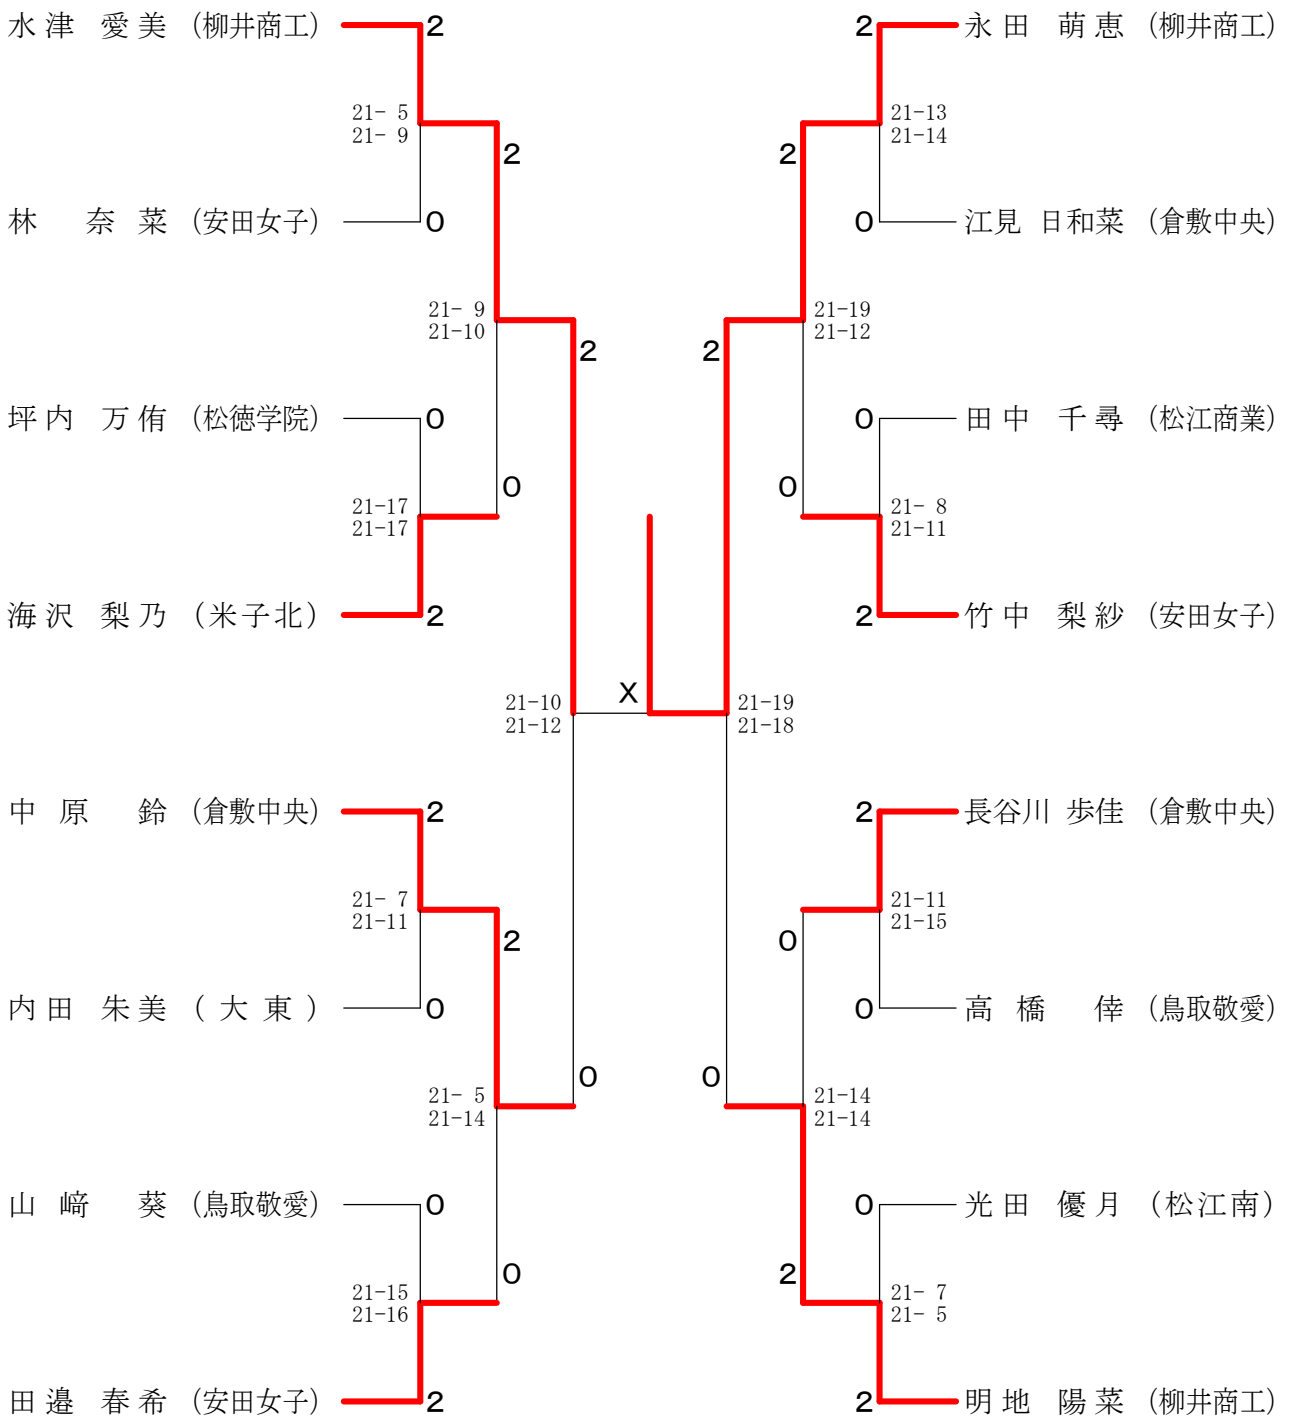 水津 愛美 (柳井商工) 2 2 永田 萌恵 (柳井商工)
21- 5 21-13
21- 9 21-14
2 2
林 奈菜 (安田女子) 0 0 江見 日和菜 (倉敷中央)
21- 9 21-19
21-10 21-12
2 2
坪内 万侑 (松徳学院) 0 0 田中 千尋 (松江商業)
0 0
21-17 21- 8
21-17 21-11
海沢 梨乃 (米子北) 2 2 竹中 梨紗 (安田女子)
X
21-10 21-19
21-12 21-18
中原 鈴 (倉敷中央) 2 2 長谷川 歩佳 (倉敷中央)
21- 7 21-11
21-11 21-15
2 0
内田 朱美 (大東) 0 0 高橋 倖 (鳥取敬愛)
0 0
21- 5 21-14
21-14 21-14
山﨑 葵 (鳥取敬愛) 0 0 光田 優月 (松江南)
0 2
21-15 21- 7
21-16 21- 5
田邉 春希 (安田女子) 2 2 明地 陽菜 (柳井商工)